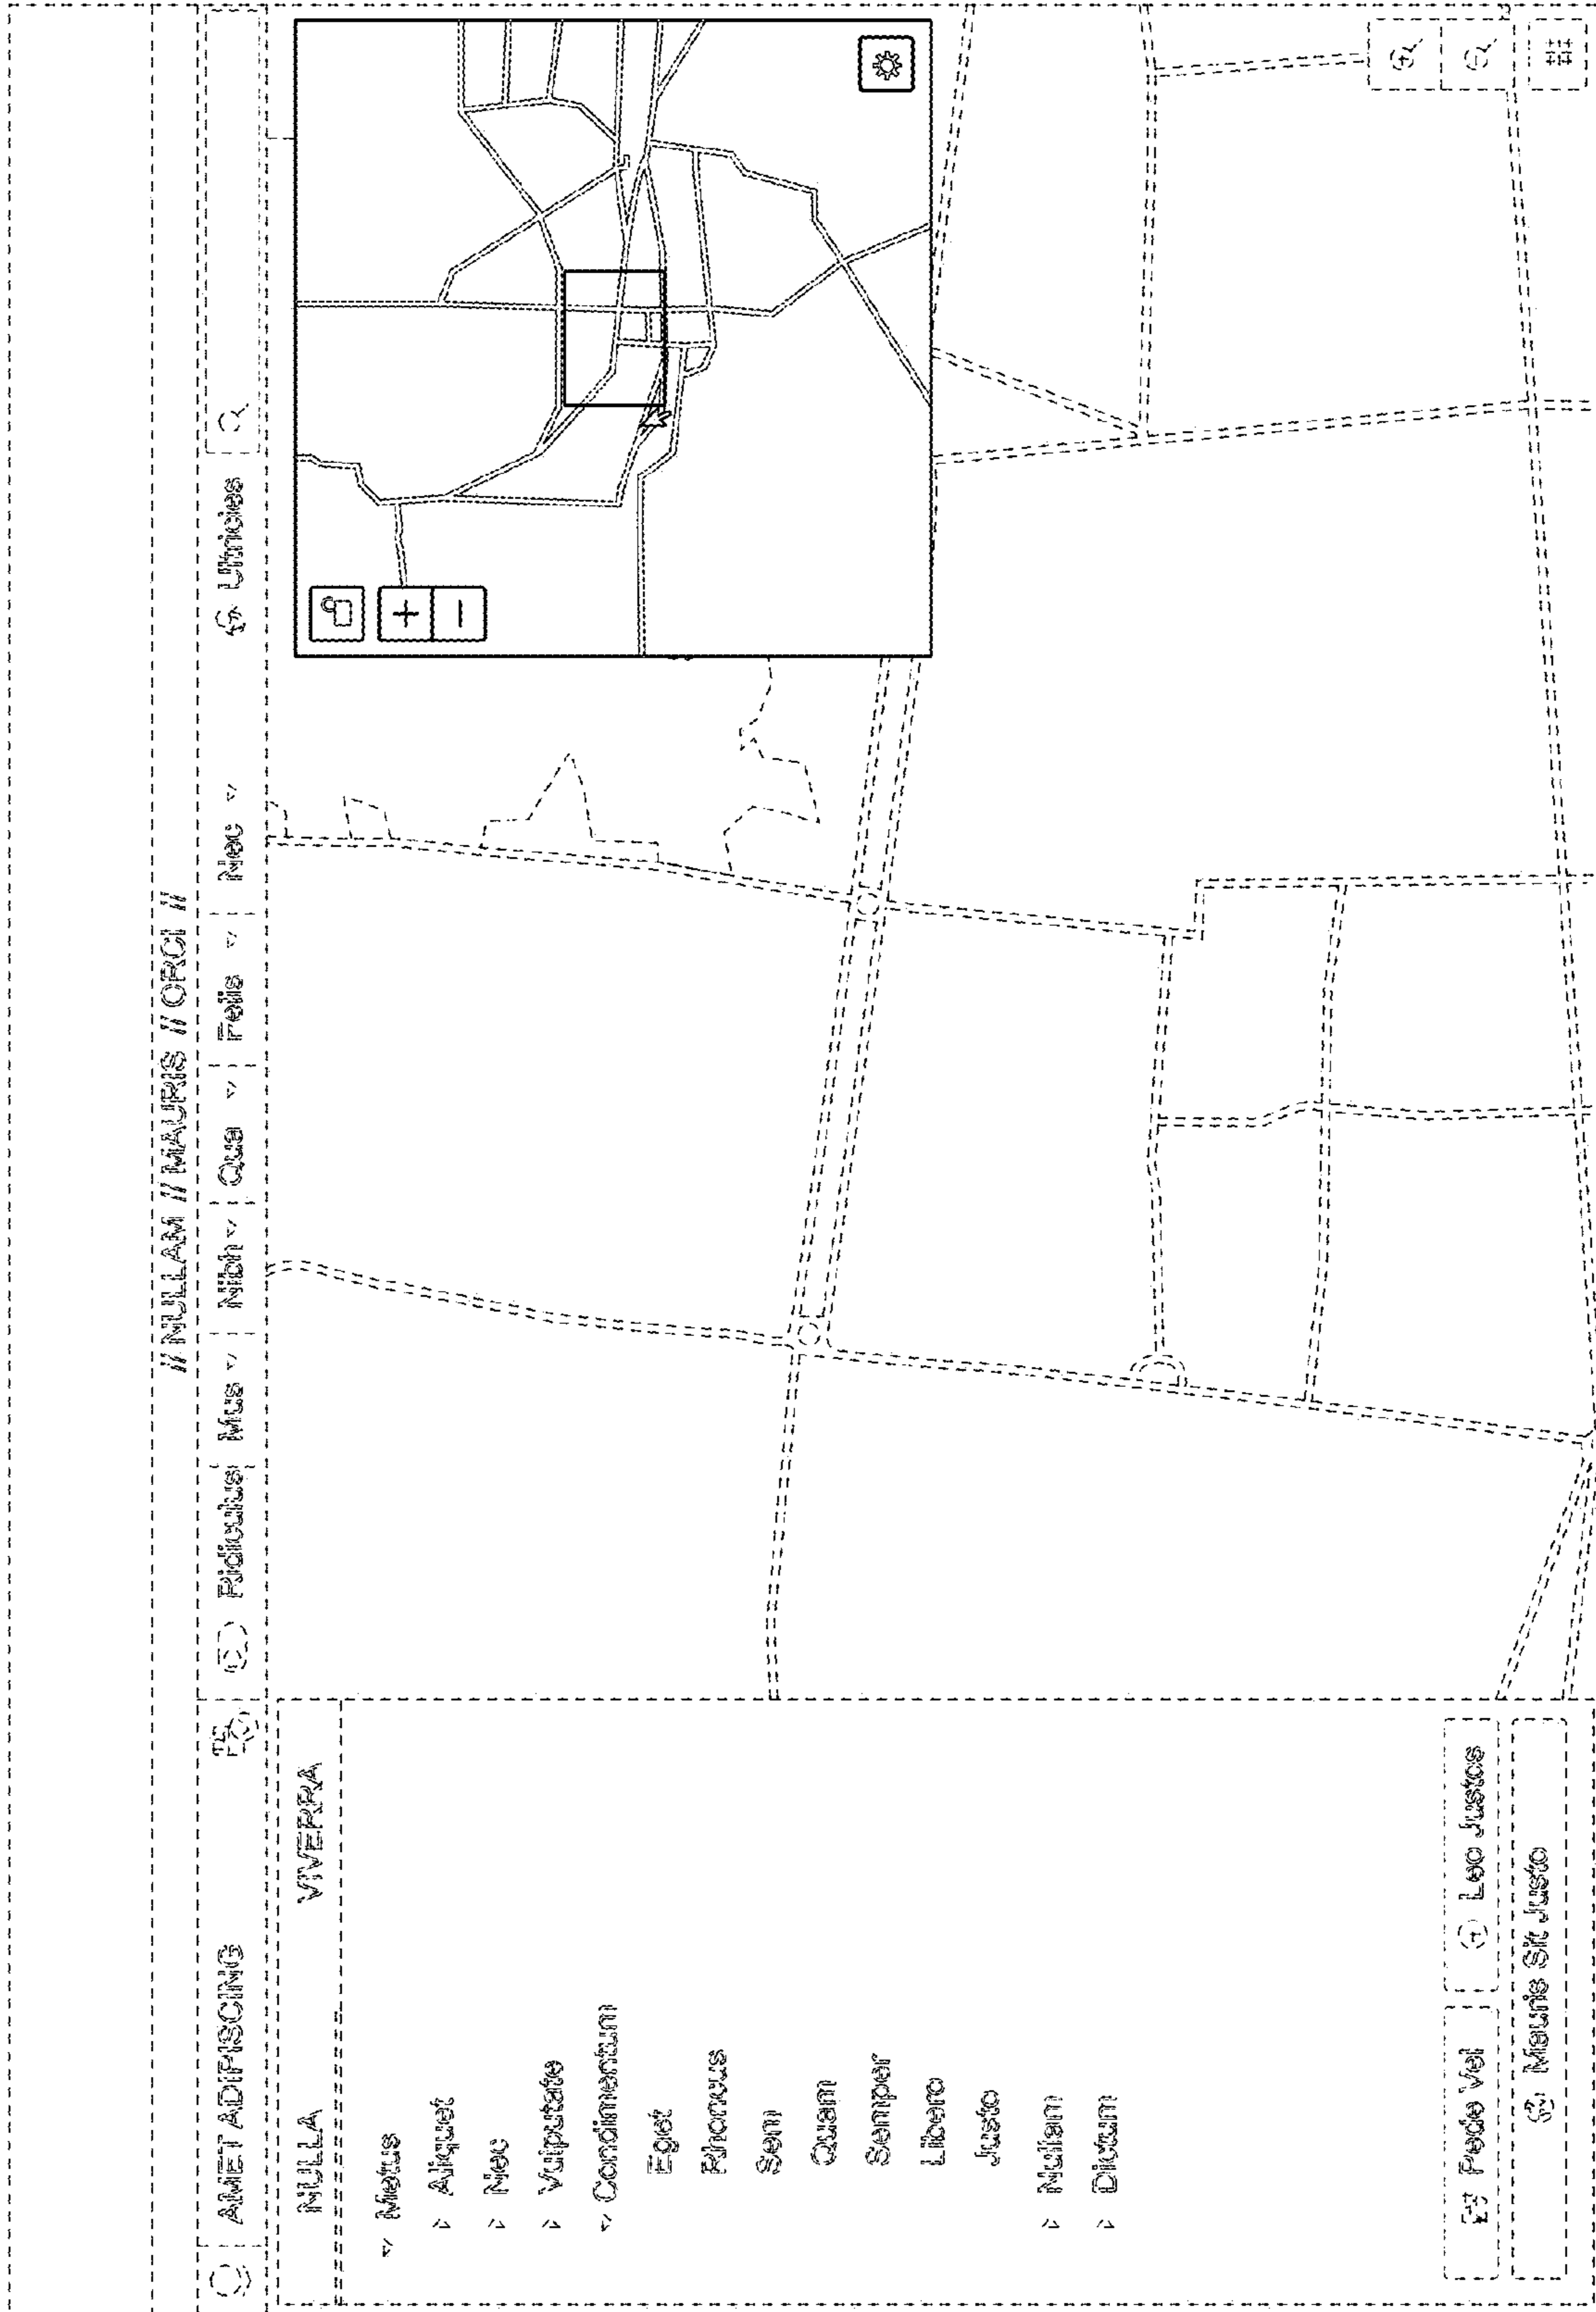 // NULLAM // MAURIS // ORCI //
AMET ADIPISCING
Ridiculus Mus Nibh Qua Felis Nec Ultricies
NULLA VIVERRA
Metus
Aliquet
Nec
Vulputate
Condimentum
Eget
Rhoncus
Sem
Quam
Semper
Libero
Justo
Nullam
Dictum
Pede Vel Leo Justos
Mauris Sit Justo
+
−